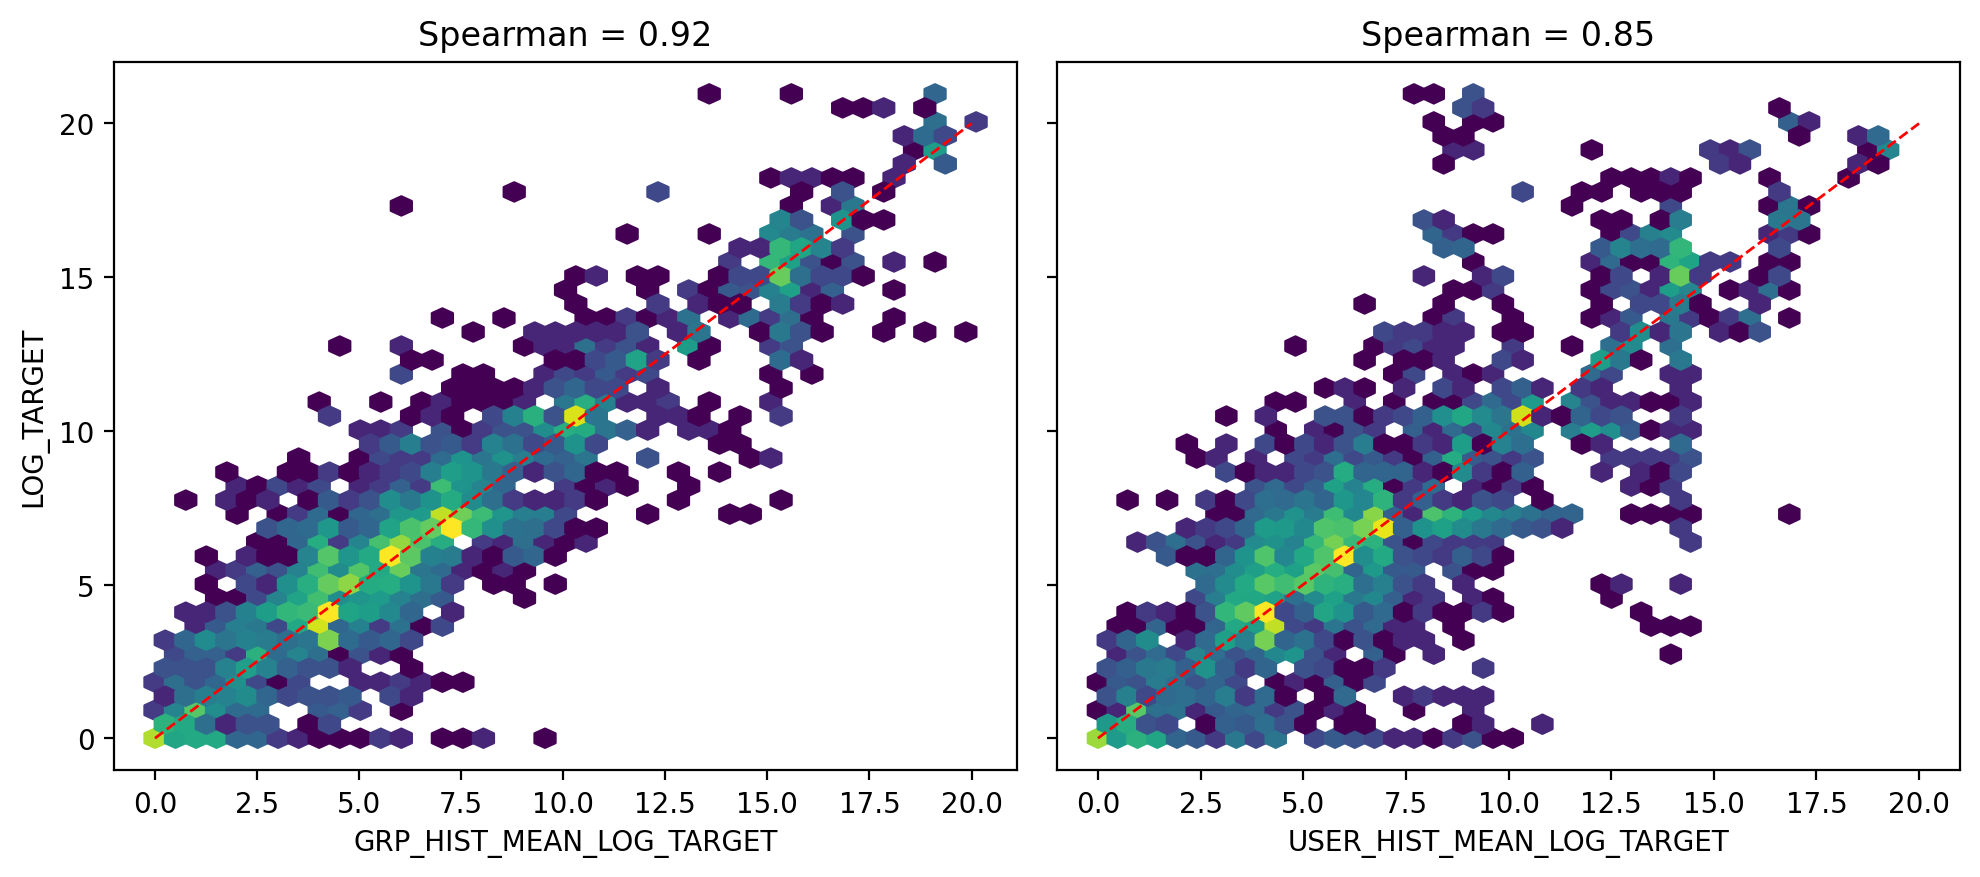 Spearman = 0.92
Spearman = 0.85
LOG_TARGET
20
15
10
5
0
0.0 2.5 5.0 7.5 10.0 12.5 15.0 17.5 20.0
0.0 2.5 5.0 7.5 10.0 12.5 15.0 17.5 20.0
GRP_HIST_MEAN_LOG_TARGET
USER_HIST_MEAN_LOG_TARGET